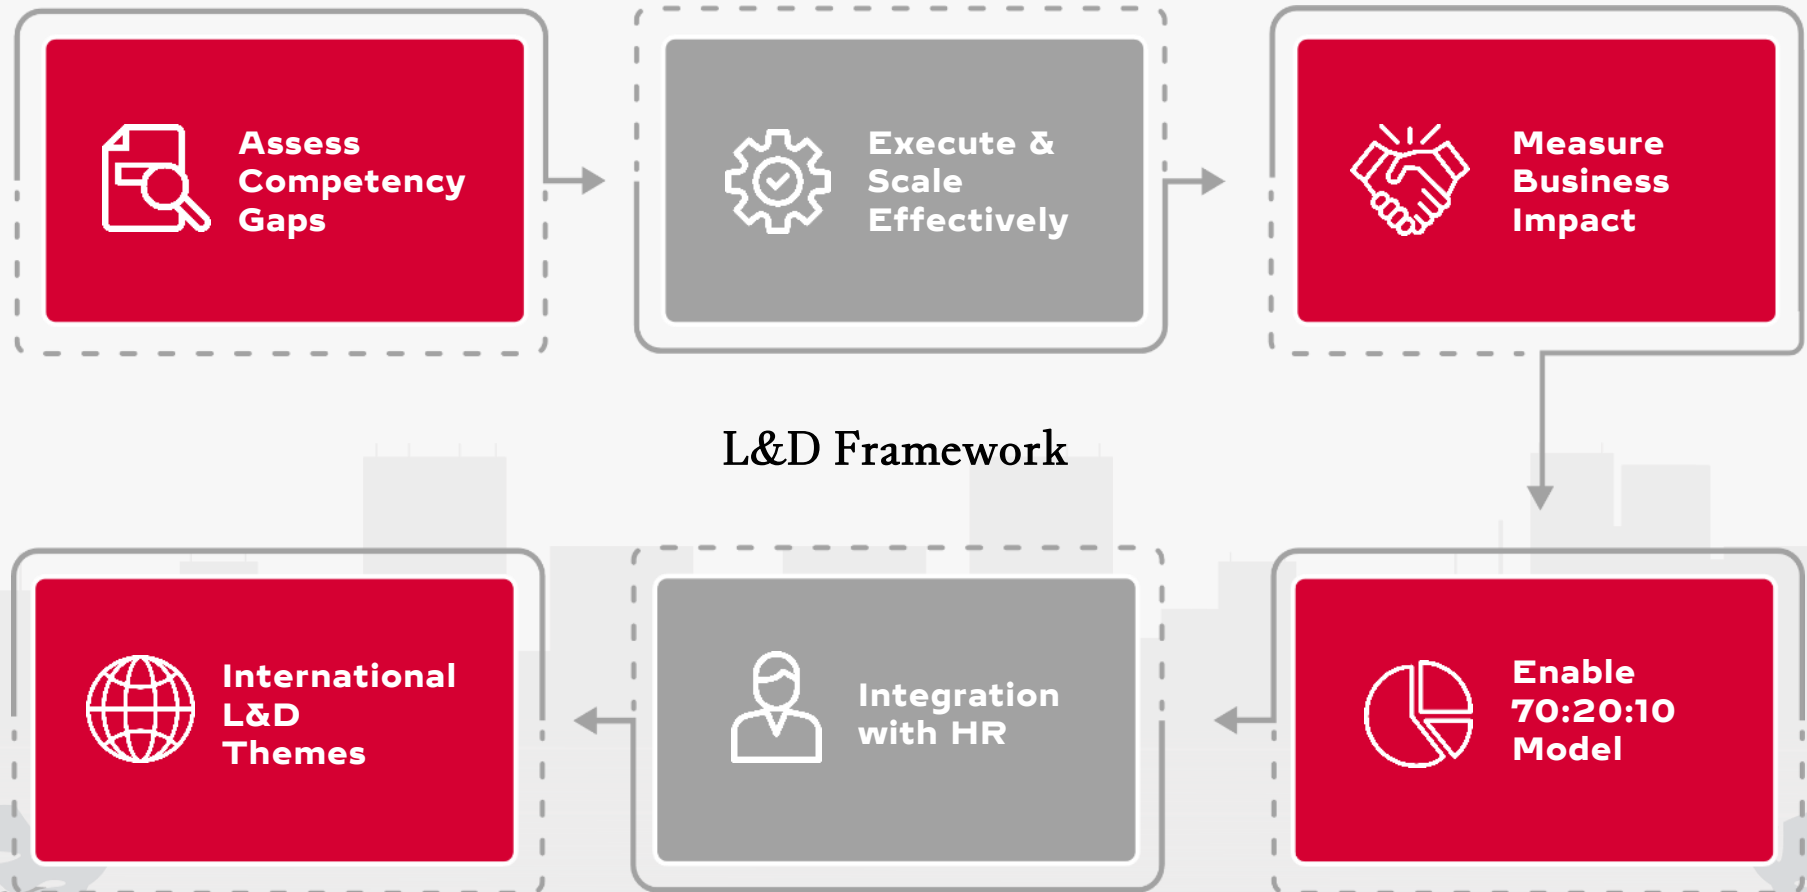 Assess
Competency
Gaps
Execute &
Scale
Effectively
Measure
Business
Impact
L&D Framework
International
L&D
Themes
Integration
with HR
Enable
70:20:10
Model